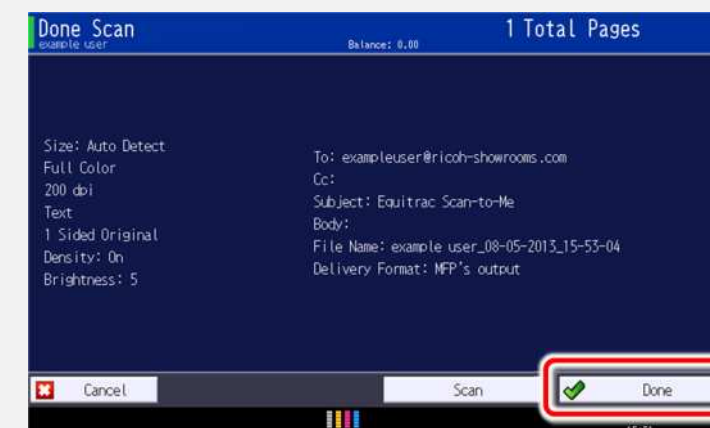 Done Scan
example user
Balance: 0.00
1 Total Pages
Size: Auto Detect
Full Color
200 dpi
Text
1 Sided Original
Density: On
Brightness: 5
To: exampleuser@ricoh-showrooms.com
Cc:
Subject: Equitrac Scan-to-Me
Body:
File Name: example user_08-05-2013_15-53-04
Delivery Format: MFP's output
Cancel
Scan
Done